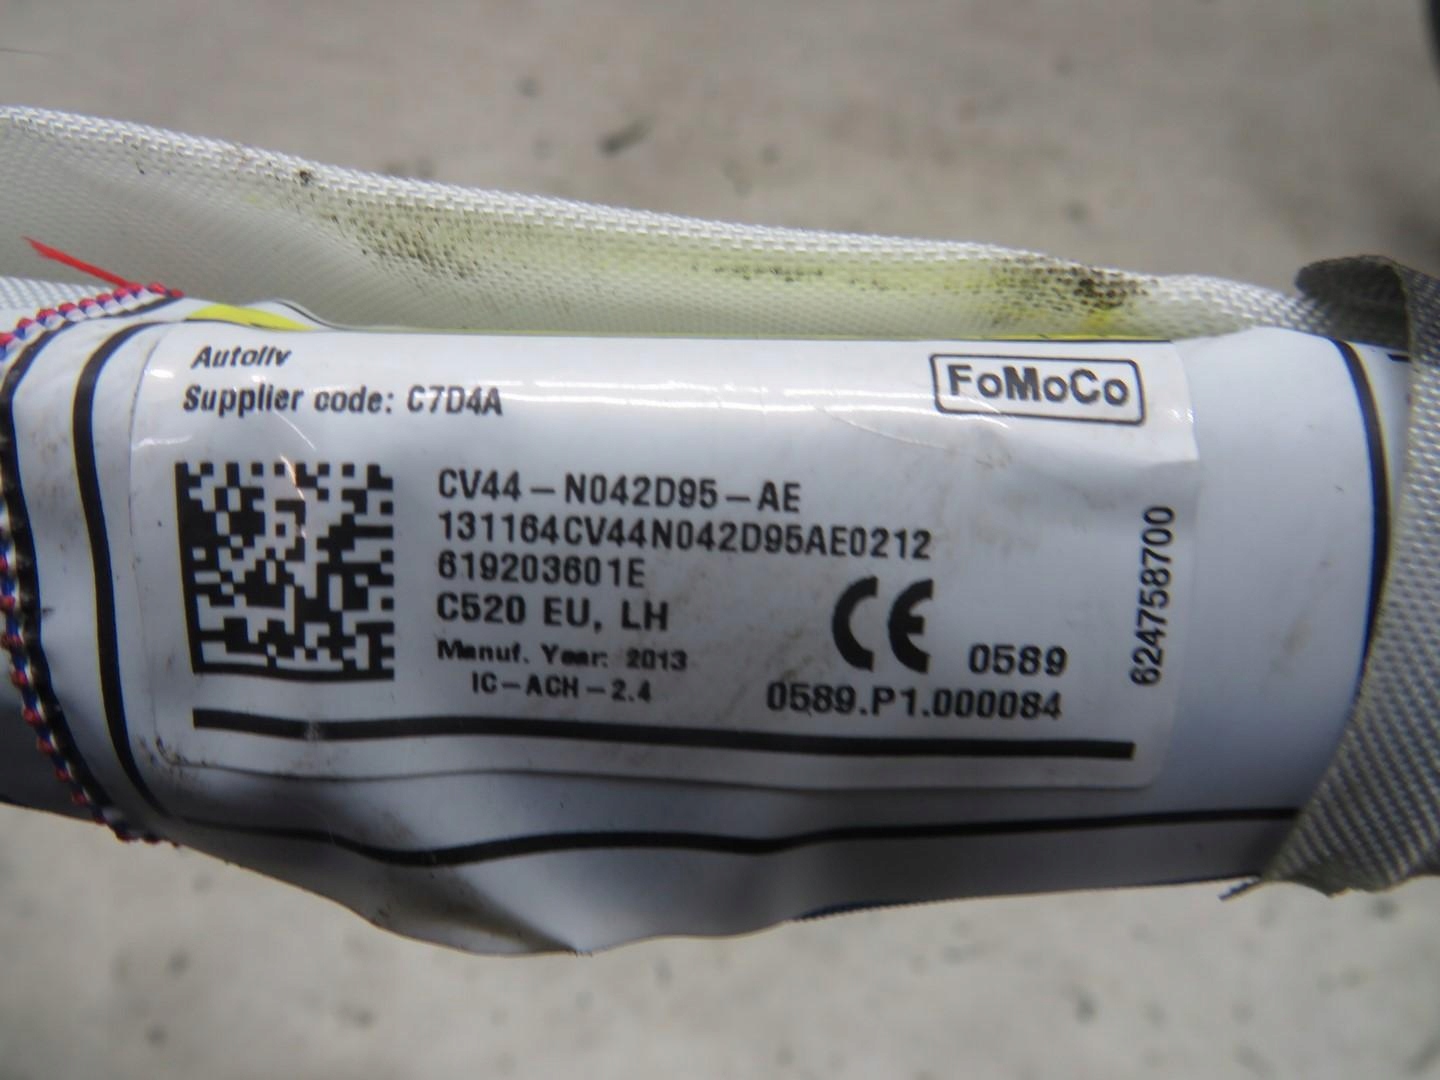 Autoliv
Supplier code: C7D4A
FoMoCo
CV44-N042D95-AE
131164CV44N042D95AE0212
619203601E
C520 EU, LH
Manuf. Year: 2013
IC-ACH-2.4
CE 0589
0589.P1.000084
624758700